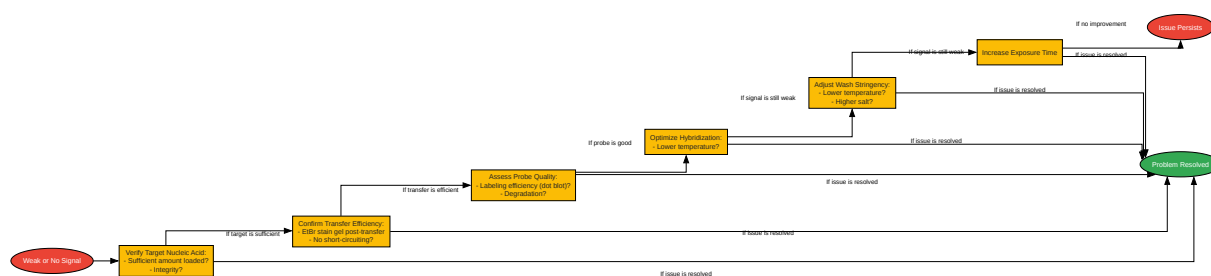 If no improvement
Issue Persists
If signal is still weak
Increase Exposure Time
If issue is resolved
Adjust Wash Stringency:
- Lower temperature?
- Higher salt?
If signal is still weak
If issue is resolved
Optimize Hybridization:
- Lower temperature?
If probe is good
If issue is resolved
Problem Resolved
Assess Probe Quality:
- Labeling efficiency (dot blot)?
- Degradation?
If transfer is efficient
If issue is resolved
Confirm Transfer Efficiency:
- EtBr stain gel post-transfer
- No short-circuiting?
If target is sufficient
If issue is resolved
Weak or No Signal
Verify Target Nucleic Acid:
- Sufficient amount loaded?
- Integrity?
If issue is resolved